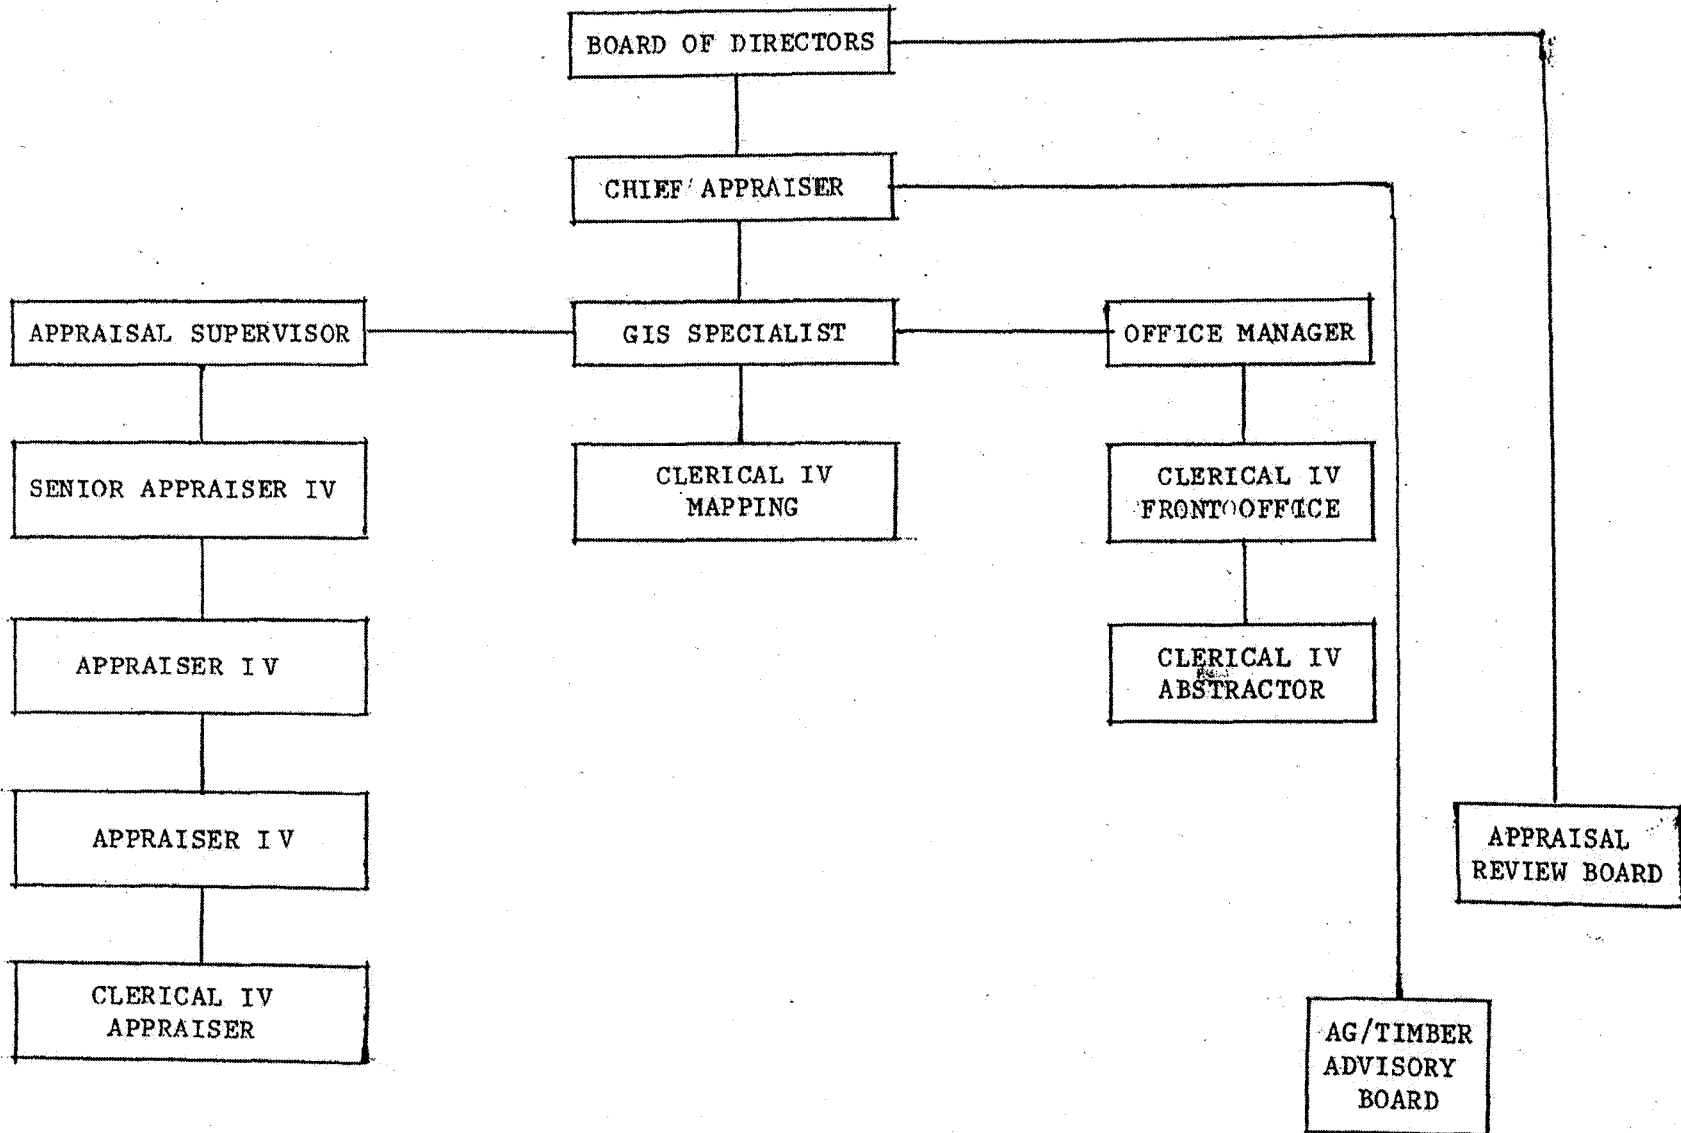 BOARD OF DIRECTORS
CHIEF APPRAISER
APPRAISAL SUPERVISOR
GIS SPECIALIST
OFFICE MANAGER
SENIOR APPRAISER IV
CLERICAL IV
MAPPING
CLERICAL IV
FRONT OFFICE
APPRAISER IV
CLERICAL IV
ABSTRACTOR
APPRAISER IV
APPRAISAL
REVIEW BOARD
CLERICAL IV
APPRAISER
AG/TIMBER
ADVISORY
BOARD